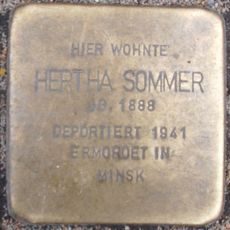 HIER WOHNTE
HERTHA SOMMER
JG. 1888
DEPORTIERT 1941
ERMORDET IN
MINSK